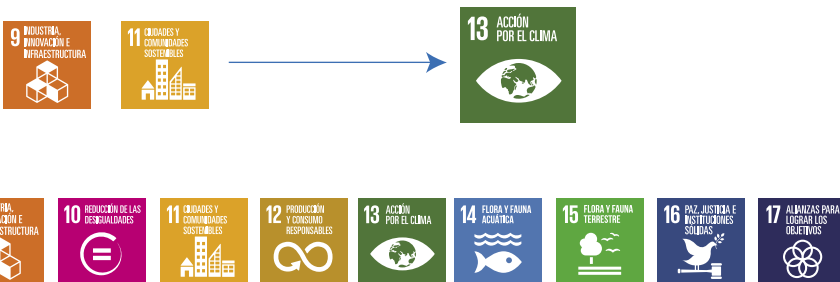 9 INDUSTRIA,
INNOVACIÓN E
INFRAESTRUCTURA
11 CIUDADES Y
COMUNIDADES
SOSTENIBLES
13 ACCIÓN
POR EL CLIMA
10 REDUCCIÓN DE LAS
DESIGUALDADES
11 CIUDADES Y
COMUNIDADES
SOSTENIBLES
12 PRODUCCIÓN
Y CONSUMO
RESPONSABLES
13 ACCIÓN
POR EL CLIMA
14 FLORA Y FAUNA
ACUÁTICA
15 FLORA Y FAUNA
TERRESTRE
16 PAZ, JUSTICIA E
INSTITUCIONES
SÓLIDAS
17 ALIANZAS PARA
LOGRAR LOS
OBJETIVOS